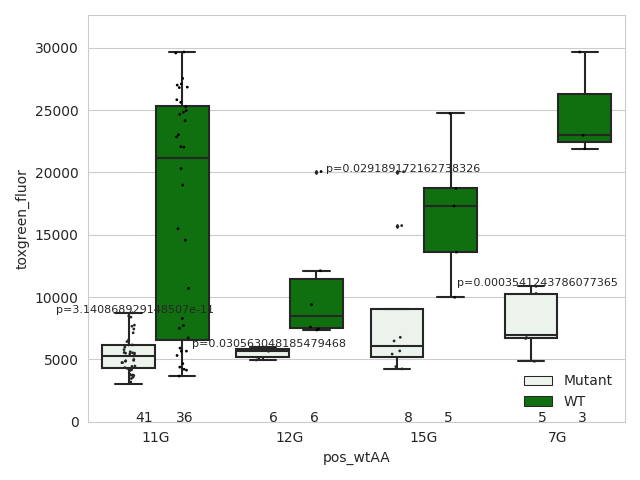 30000
25000
20000
15000
10000
5000
0
toxgreen_fluor
p=3.140868929148507e-11
p=0.030563048185479468
p=0.029189172162738326
p=0.0003541243786077365
Mutant
WT
41 36 6 6 8 5 5 3
11G 12G 15G 7G
pos_wtAA